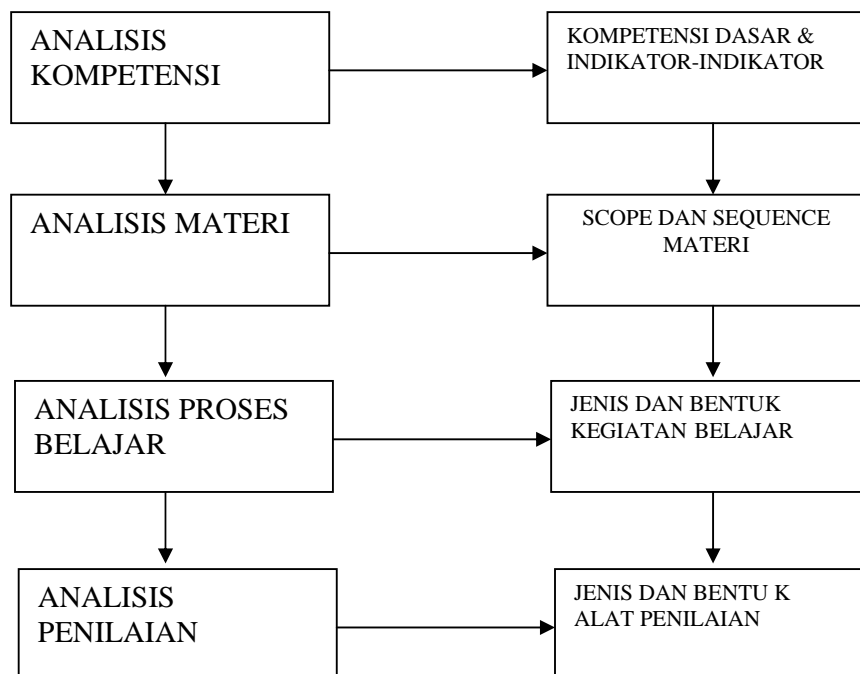 ANALISIS
KOMPETENSI
KOMPETENSI DASAR &
INDIKATOR-INDIKATOR
ANALISIS MATERI
SCOPE DAN SEQUENCE
MATERI
ANALISIS PROSES
BELAJAR
JENIS DAN BENTUK
KEGIATAN BELAJAR
ANALISIS
PENILAIAN
JENIS DAN BENTU K
ALAT PENILAIAN